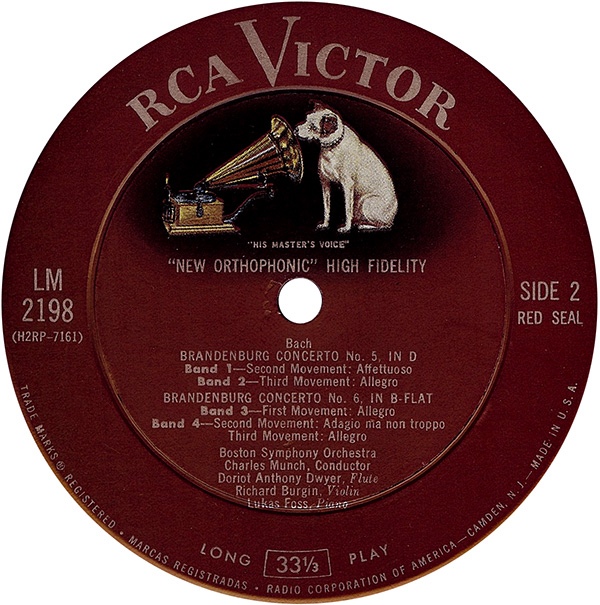 RCA VICTOR
"HIS MASTER'S VOICE"
"NEW ORTHOPHONIC" HIGH FIDELITY
LM
2198
(H2RP-7161)
SIDE 2
RED SEAL
Bach
BRANDENBURG CONCERTO No. 5, IN D
Band 1—Second Movement: Affettuoso
Band 2—Third Movement: Allegro
BRANDENBURG CONCERTO No. 6, IN B-FLAT
Band 3—First Movement: Allegro
Band 4—Second Movement: Adagio ma non troppo
Third Movement: Allegro
Boston Symphony Orchestra
Charles Munch, Conductor
Doriot Anthony Dwyer, Flute
Richard Burgin, Violin
Lukas Foss, Piano
LONG 33⅓ PLAY
TRADE MARKS® REGISTERED • MARCAS REGISTRADAS • RADIO CORPORATION OF AMERICA—CAMDEN, N. J.—MADE IN U.S.A.